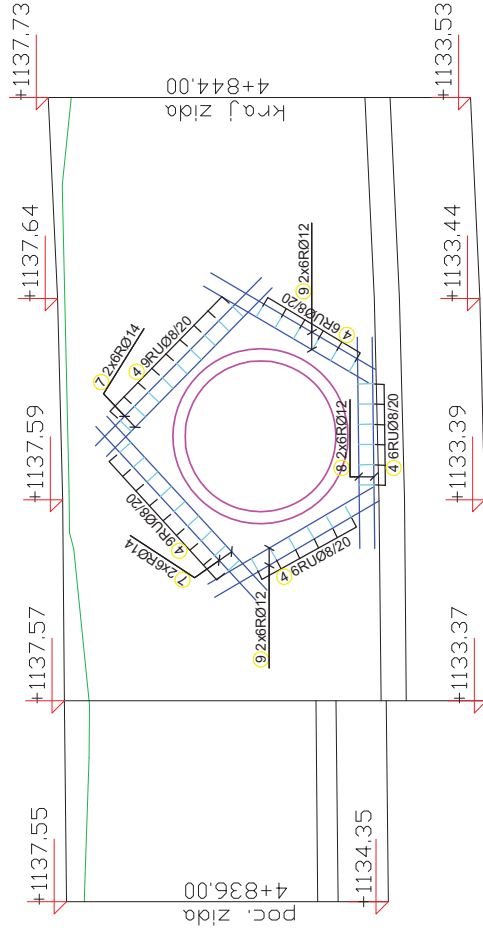 +1137.73
+1133.53
4+844.00
kraj zida
+1137.64
+1133.44
9 2x6RØ12
4 6RUØ8/20
7 2x6RØ14
4 9RUØ8/20
+1137.59
+1133.39
8 2x6RØ12
4 6RUØ8/20
4 9RUØ8/20
7 2x6RØ14
4 6RUØ8/20
9 2x6RØ12
+1137.57
+1133.37
+1137.55
+1134.35
4+836.00
poc. zida